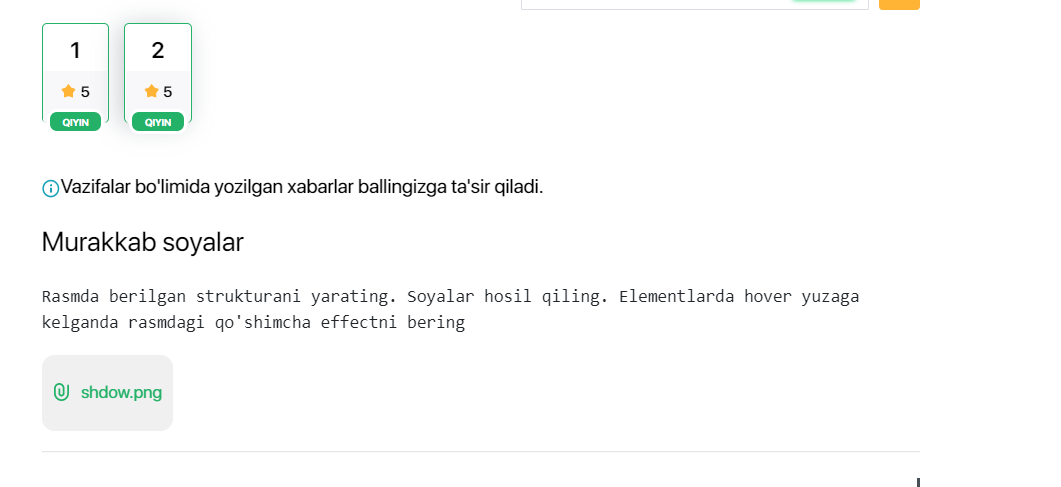 1 2
5 5
QIYIN QIYIN
Vazifalar bo'limida yozilgan xabarlar ballingizga ta'sir qiladi.
Murakkab soyalar
Rasmda berilgan strukturani yarating. Soyalar hosil qiling. Elementlarda hover yuzaga
kelganda rasmdagi qo'shimcha effectni bering
shdow.png